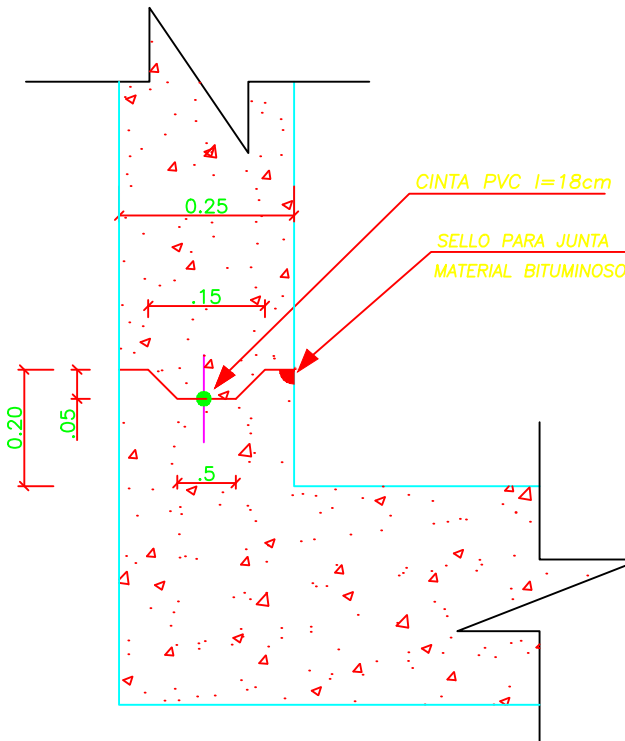 CINTA PVC l=18cm
0.25
SELLO PARA JUNTA
MATERIAL BITUMINOSO
.15
0.20
.05
.5